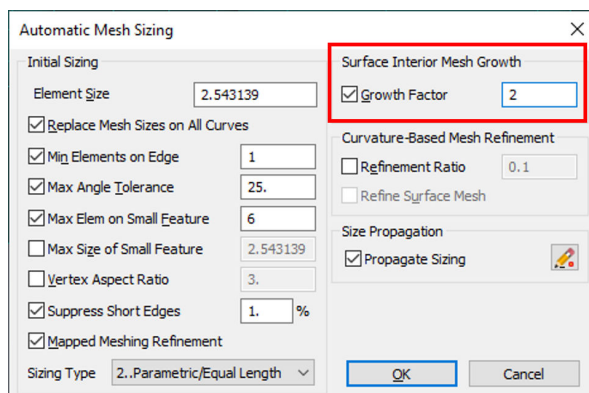 Automatic Mesh Sizing
Initial Sizing
Element Size 2.543139
Replace Mesh Sizes on All Curves
Min Elements on Edge 1
Max Angle Tolerance 25.
Max Elem on Small Feature 6
Max Size of Small Feature 2.543139
Vertex Aspect Ratio 3.
Suppress Short Edges 1. %
Mapped Meshing Refinement
Sizing Type 2..Parametric/Equal Length
Surface Interior Mesh Growth
Growth Factor 2
Curvature-Based Mesh Refinement
Refinement Ratio 0.1
Refine Surface Mesh
Size Propagation
Propagate Sizing
OK Cancel